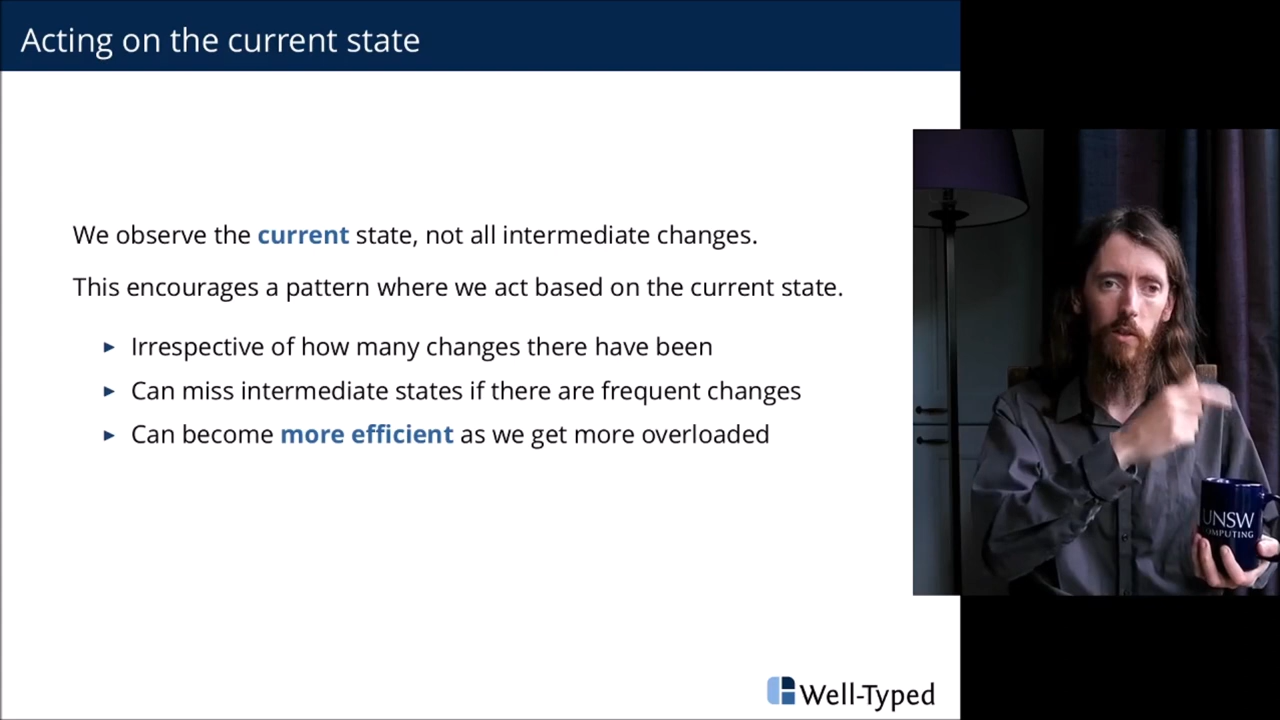 Acting on the current state
We observe the current state, not all intermediate changes.
This encourages a pattern where we act based on the current state.
Irrespective of how many changes there have been
Can miss intermediate states if there are frequent changes
Can become more efficient as we get more overloaded
UNSW
COMPUTING
Well-Typed